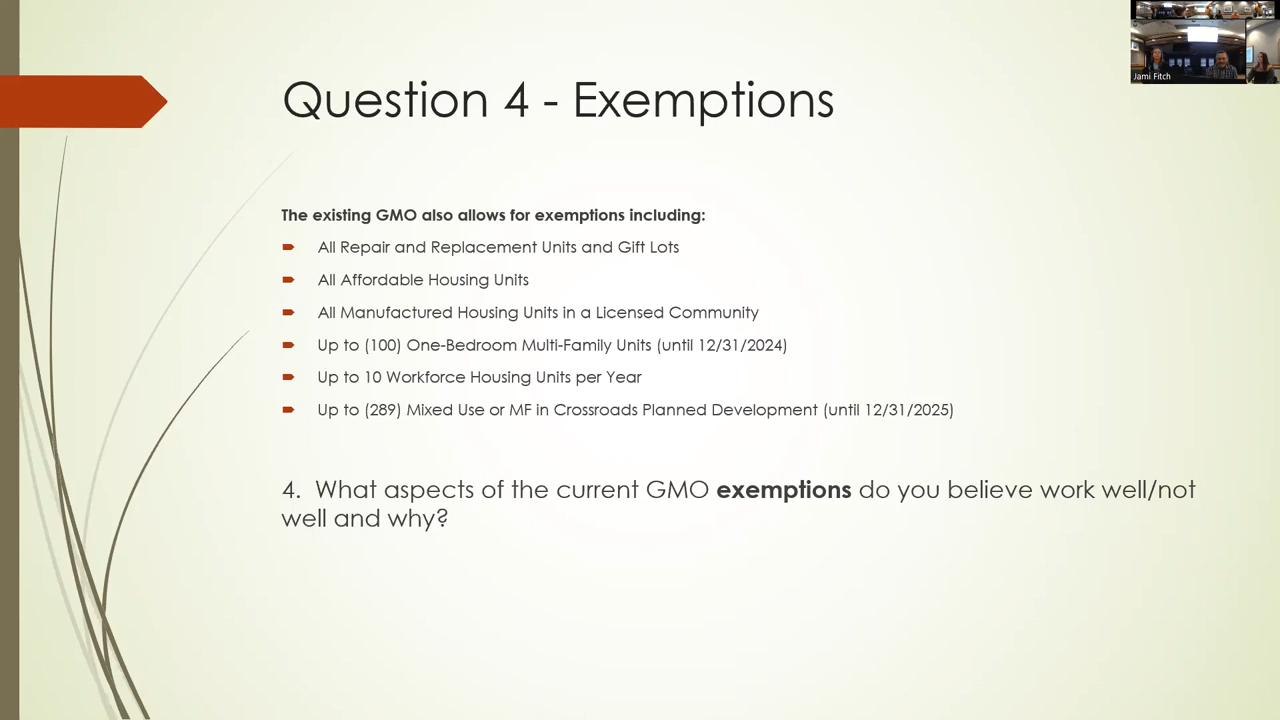 Question 4 - Exemptions
The existing GMO also allows for exemptions including:
All Repair and Replacement Units and Gift Lots
All Affordable Housing Units
All Manufactured Housing Units in a Licensed Community
Up to (100) One-Bedroom Multi-Family Units (until 12/31/2024)
Up to 10 Workforce Housing Units per Year
Up to (289) Mixed Use or MF in Crossroads Planned Development (until 12/31/2025)
4. What aspects of the current GMO exemptions do you believe work well/not
well and why?
Jami Fitch